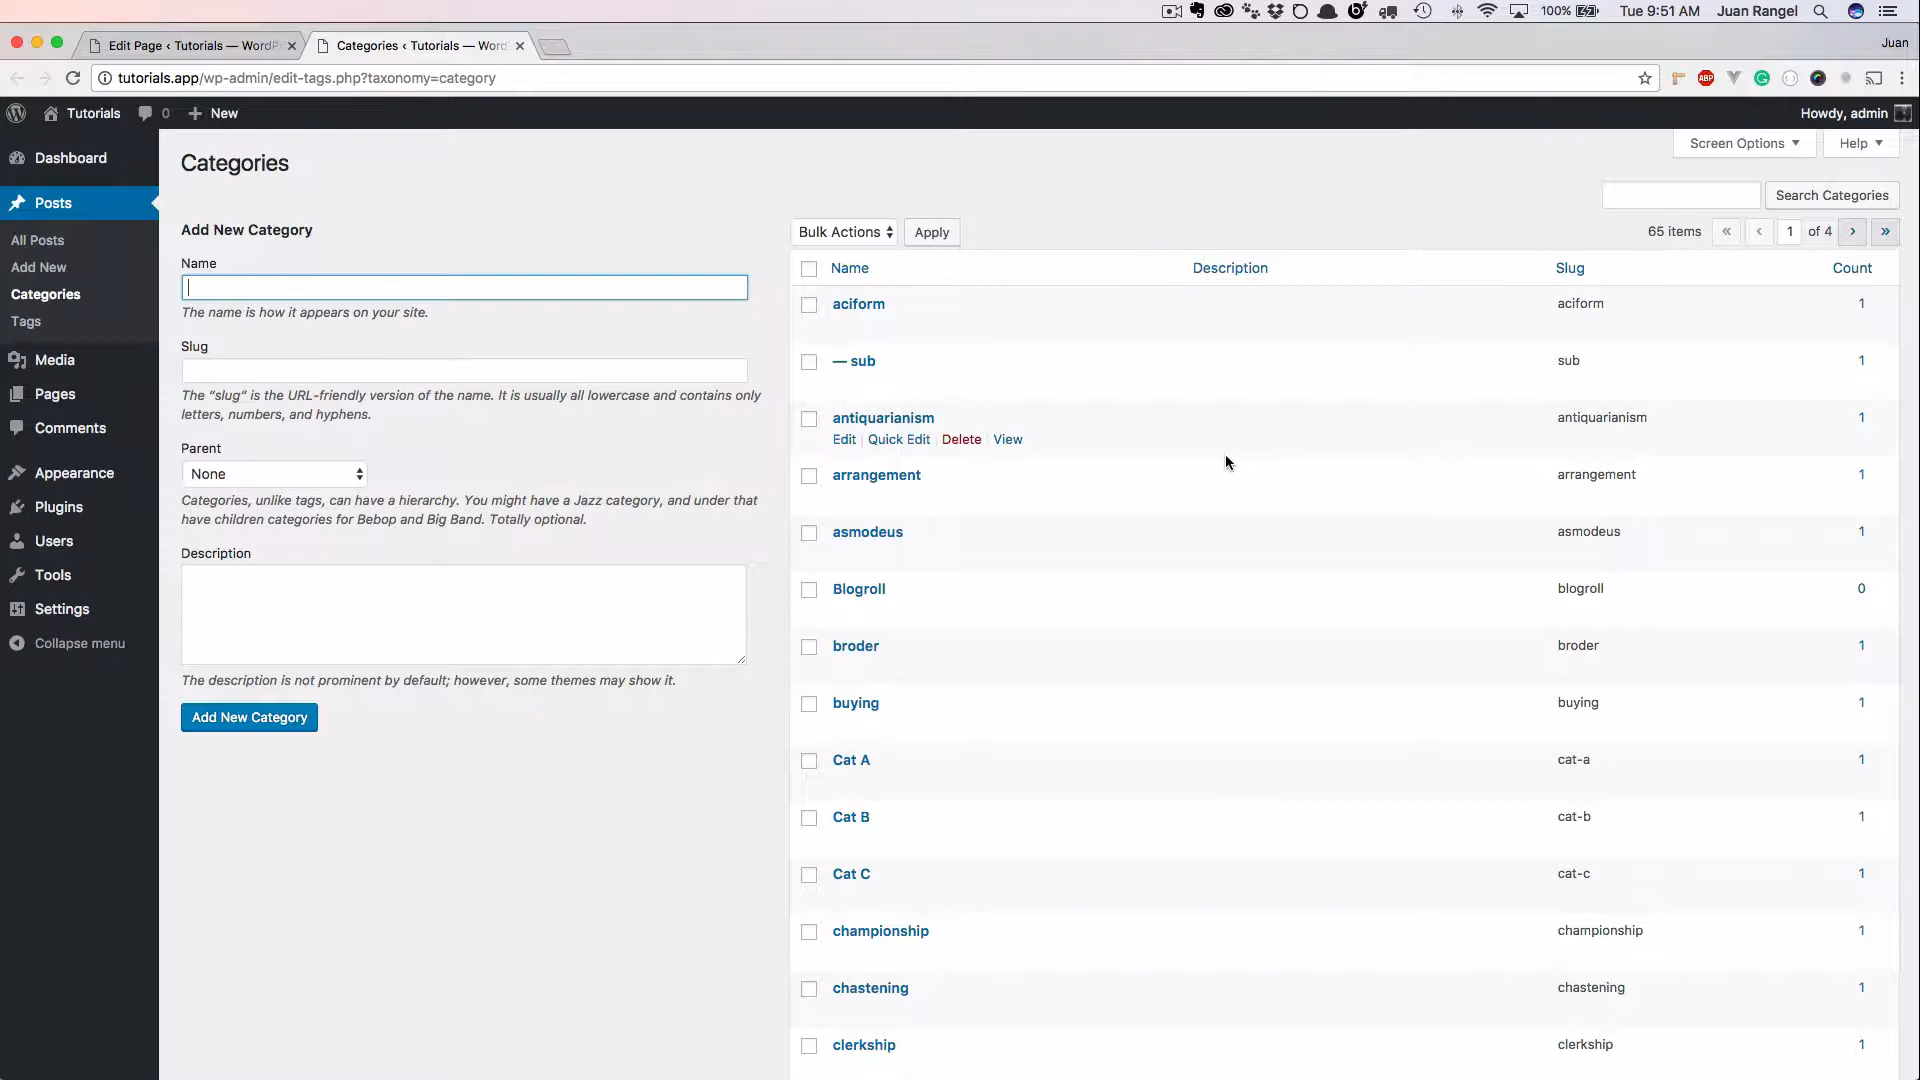 100%
Tue 9:51 AM
Juan Rangel
Edit Page ‹ Tutorials — WordP
Categories ‹ Tutorials — Word
Juan
tutorials.app/wp-admin/edit-tags.php?taxonomy=category
ABP
Tutorials
0
New
Howdy, admin
Dashboard
Posts
All Posts
Add New
Categories
Tags
Media
Pages
Comments
Appearance
Plugins
Users
Tools
Settings
Collapse menu
Categories
Screen Options
Help
Search Categories
Add New Category
Name
The name is how it appears on your site.
Slug
The “slug” is the URL-friendly version of the name. It is usually all lowercase and contains only
letters, numbers, and hyphens.
Parent
None
Categories, unlike tags, can have a hierarchy. You might have a Jazz category, and under that
have children categories for Bebop and Big Band. Totally optional.
Description
The description is not prominent by default; however, some themes may show it.
Add New Category
Bulk Actions
Apply
65 items « ‹ 1 of 4 › »
Name Description Slug Count
aciform aciform 1
— sub sub 1
antiquarianism antiquarianism 1
Edit | Quick Edit | Delete | View
arrangement arrangement 1
asmodeus asmodeus 1
Blogroll blogroll 0
broder broder 1
buying buying 1
Cat A cat-a 1
Cat B cat-b 1
Cat C cat-c 1
championship championship 1
chastening chastening 1
clerkship clerkship 1